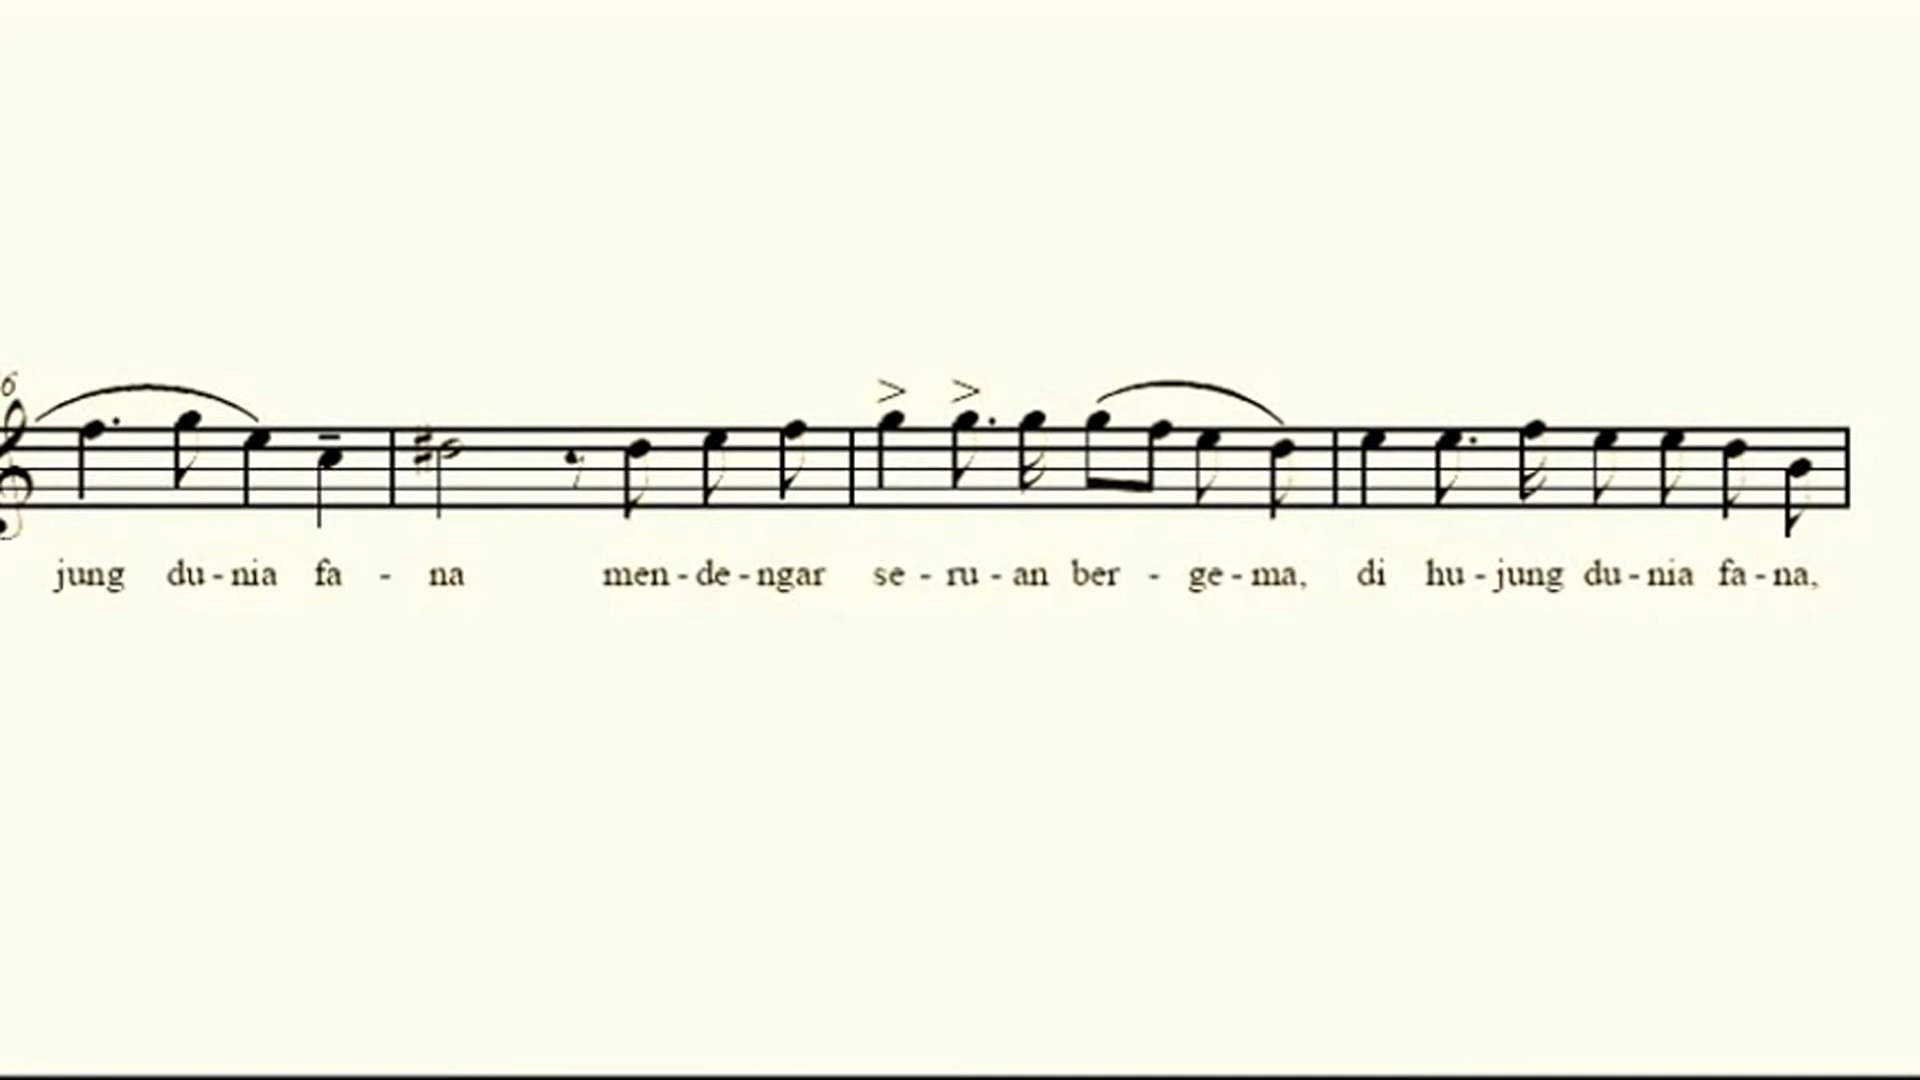 6
jung du - nia fa - na men - de - ngar se - ru - an ber - ge - ma, di hu - jung du - nia fa - na,